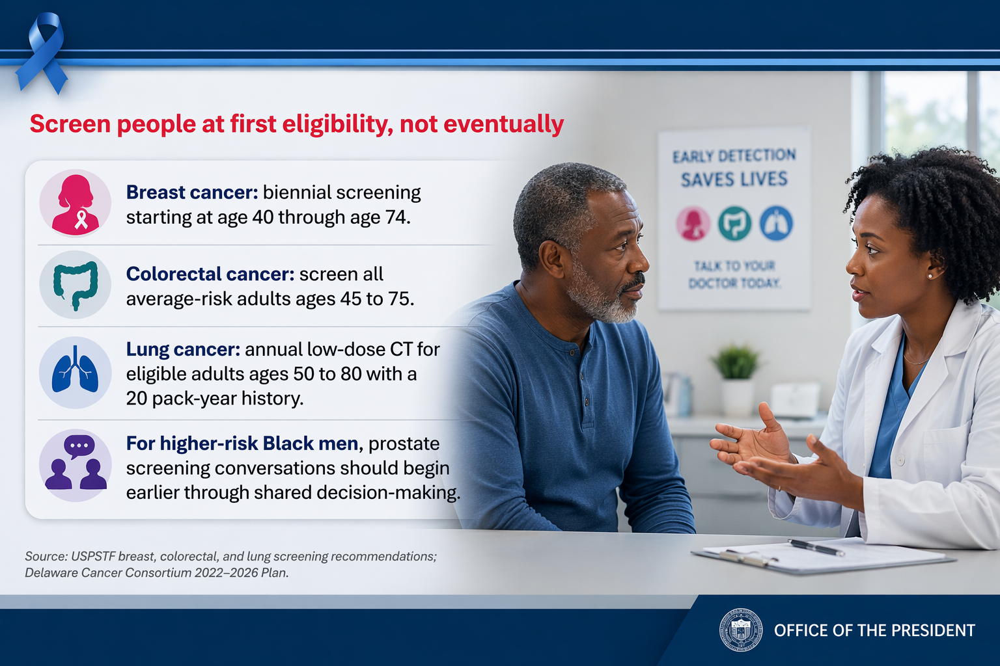 Screen people at first eligibility, not eventually
Breast cancer: biennial screening
starting at age 40 through age 74.
Colorectal cancer: screen all
average-risk adults ages 45 to 75.
Lung cancer: annual low-dose CT for
eligible adults ages 50 to 80 with a
20 pack-year history.
For higher-risk Black men, prostate
screening conversations should begin
earlier through shared decision-making.
Source: USPSTF breast, colorectal, and lung screening recommendations;
Delaware Cancer Consortium 2022–2026 Plan.
EARLY DETECTION
SAVES LIVES
TALK TO YOUR
DOCTOR TODAY.
OFFICE OF THE PRESIDENT